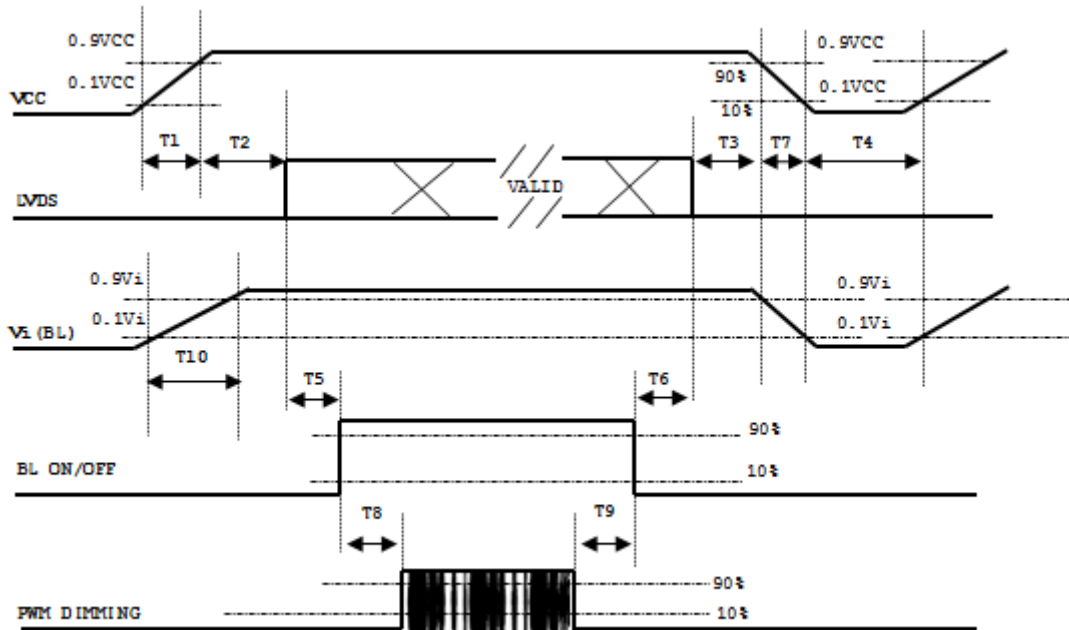 0.9VCC
0.9VCC
90%
0.1VCC
0.1VCC
VCC
10%
T1
T2
T3
T7
T4
VALID
LVDS
0.9Vi
0.9Vi
0.1Vi
0.1Vi
Vi(BL)
T10
T5
T6
90%
BL ON/OFF
10%
T8
T9
90%
PWM DIMMING
10%